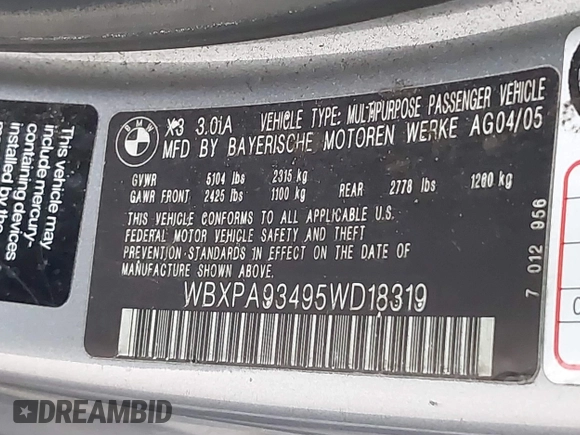 This vehicle may
contain mercury-
added devices
installed by the
BMW
X3 3.0iA VEHICLE TYPE: MULTIPURPOSE PASSENGER VEHICLE
MFD BY BAYERISCHE MOTOREN WERKE AG04/05
GVWR 5104 lbs 2315 kg
GAWR FRONT 2425 lbs 1100 kg REAR 2778 lbs 1260 kg
THIS VEHICLE CONFORMS TO ALL APPLICABLE U.S.
FEDERAL MOTOR VEHICLE SAFETY AND THEFT
PREVENTION STANDARDS IN EFFECT ON THE DATE OF
MANUFACTURE SHOWN ABOVE.
WBXPA93495WD18319
7 012 956
DREAMBID